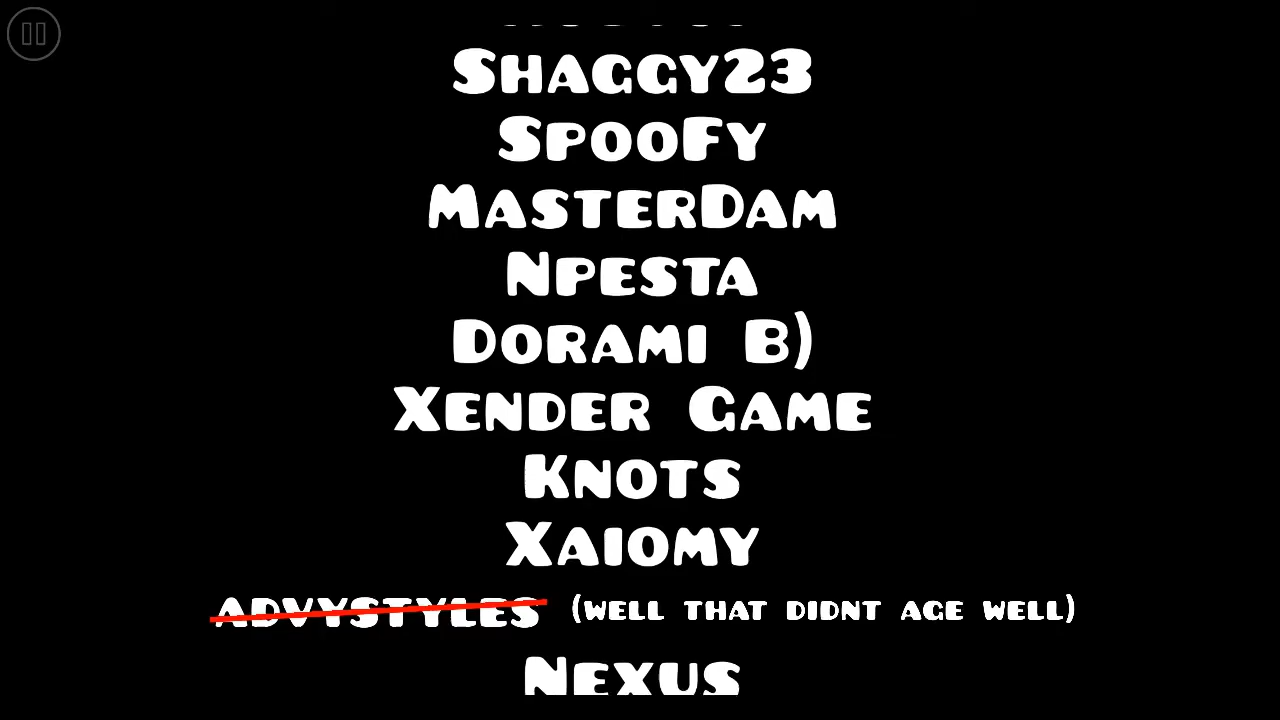 Shaggy23
SpooFy
MasterDam
Npesta
Dorami B)
Xender Game
Knots
Xaiomy
ADVYSTYLES (WELL THAT DIDNT AGE WELL)
Nexus